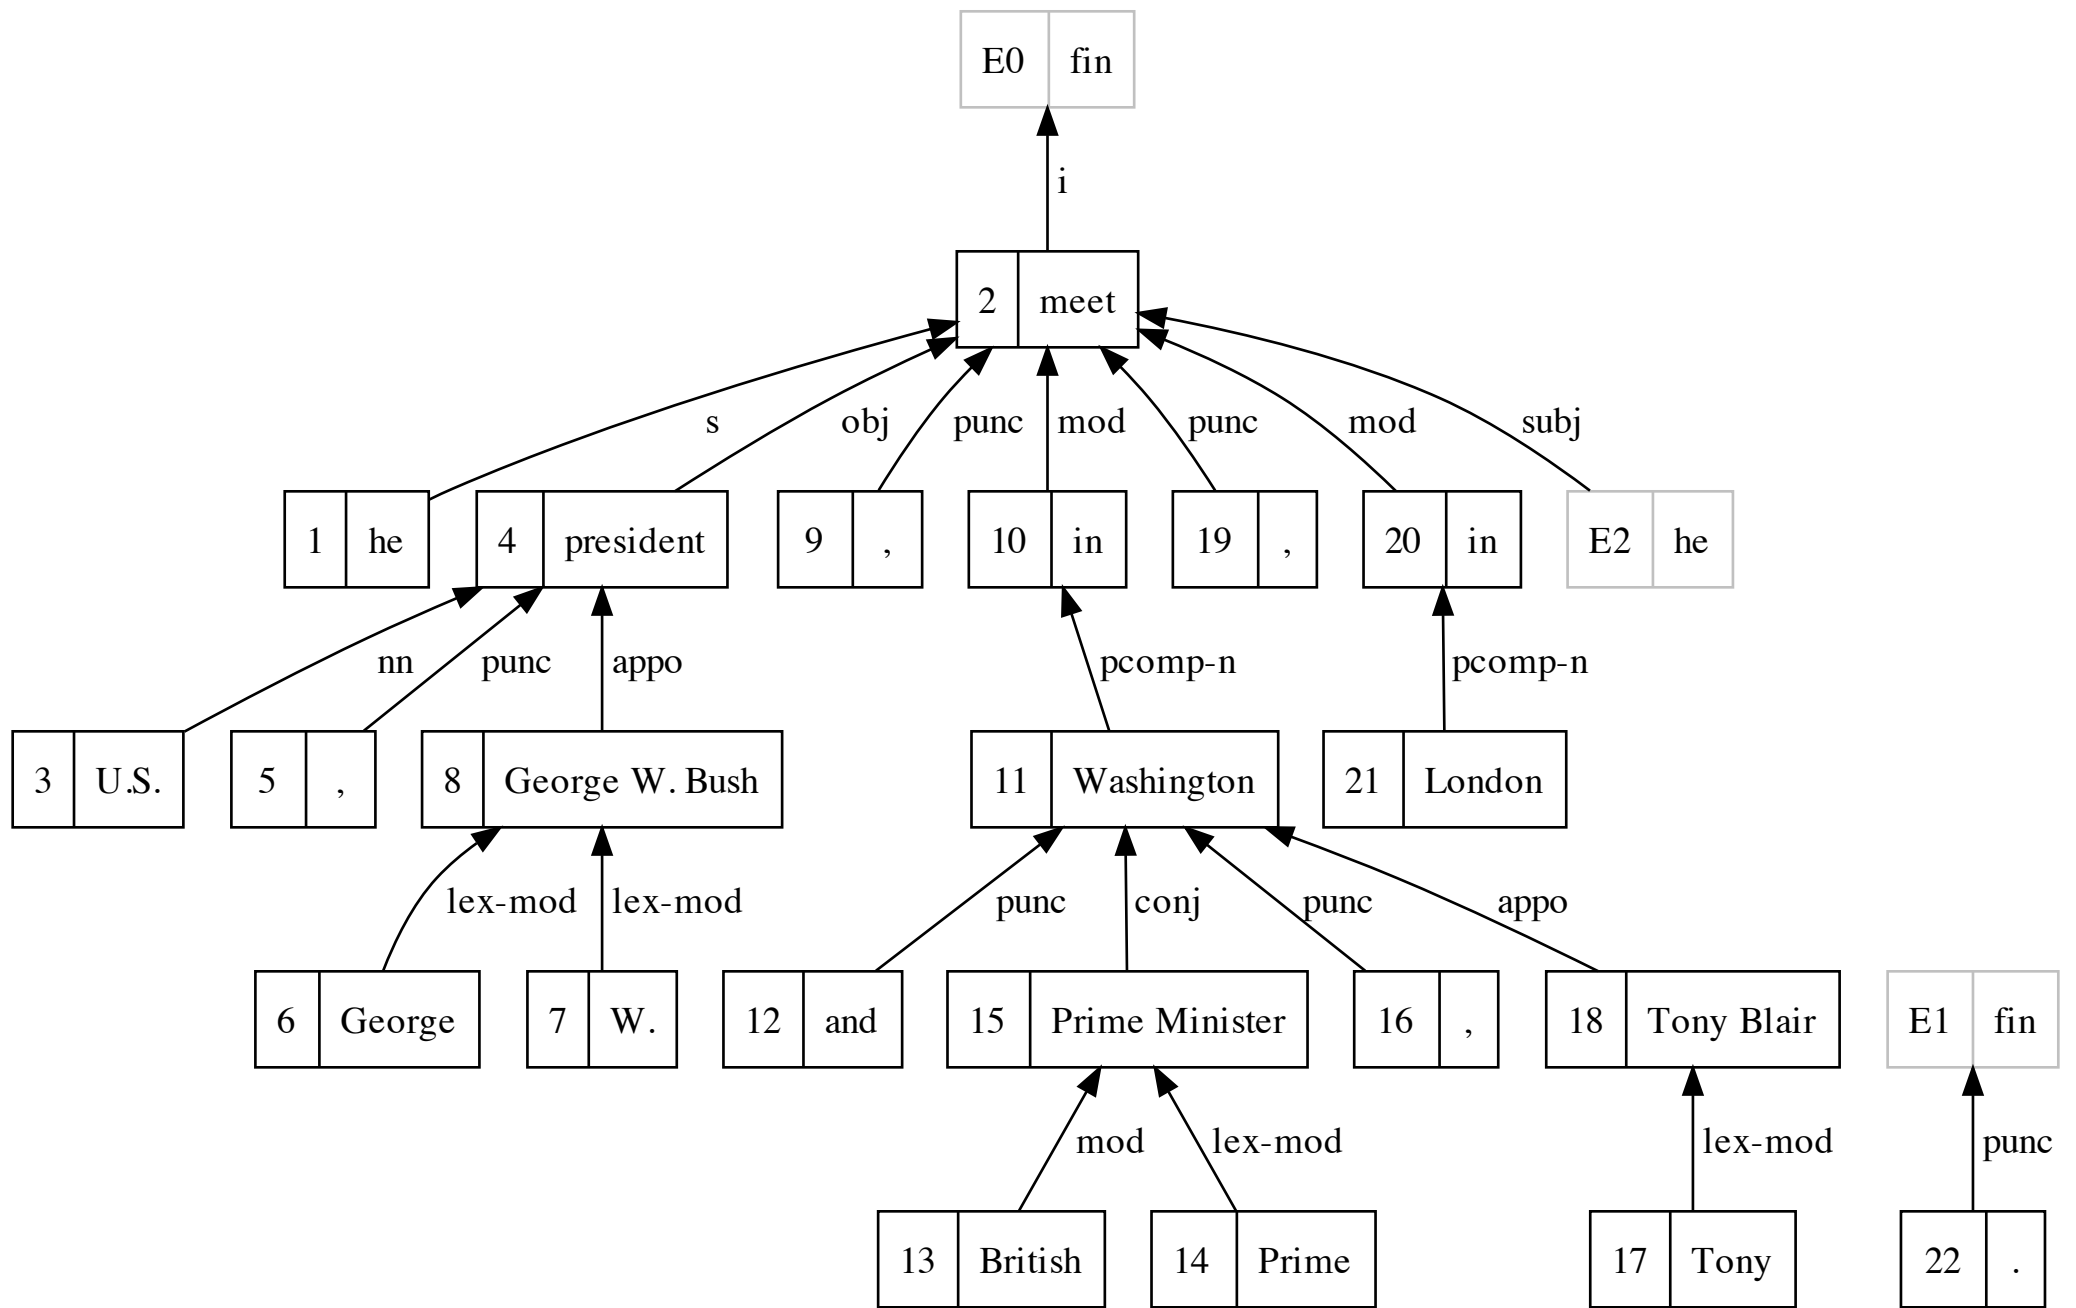 E0 fin
i
2 meet
s obj punc mod punc mod subj
1 he 4 president 9 , 10 in 19 , 20 in E2 he
nn punc appo pcomp-n pcomp-n
3 U.S. 5 , 8 George W. Bush 11 Washington 21 London
lex-mod lex-mod punc conj punc appo
6 George 7 W. 12 and 15 Prime Minister 16 , 18 Tony Blair E1 fin
mod lex-mod lex-mod punc
13 British 14 Prime 17 Tony 22 .